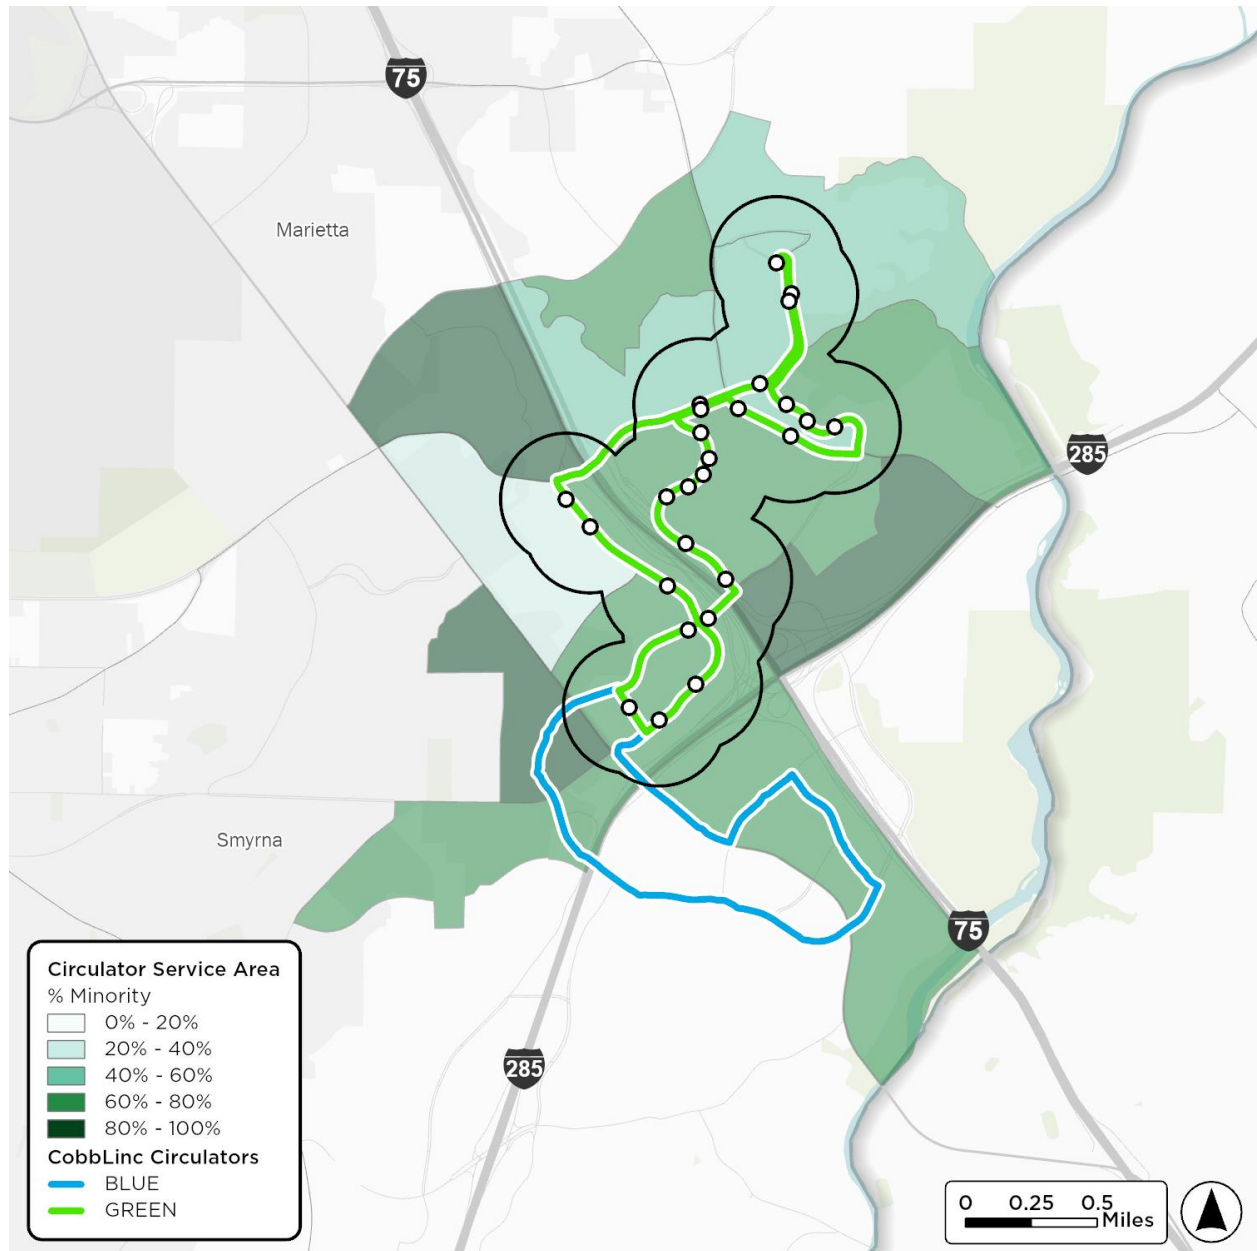 75
Marietta
285
Smyrna
75
285
Circulator Service Area
% Minority
0% - 20%
20% - 40%
40% - 60%
60% - 80%
80% - 100%
CobbLinc Circulators
BLUE
GREEN
0 0.25 0.5
Miles